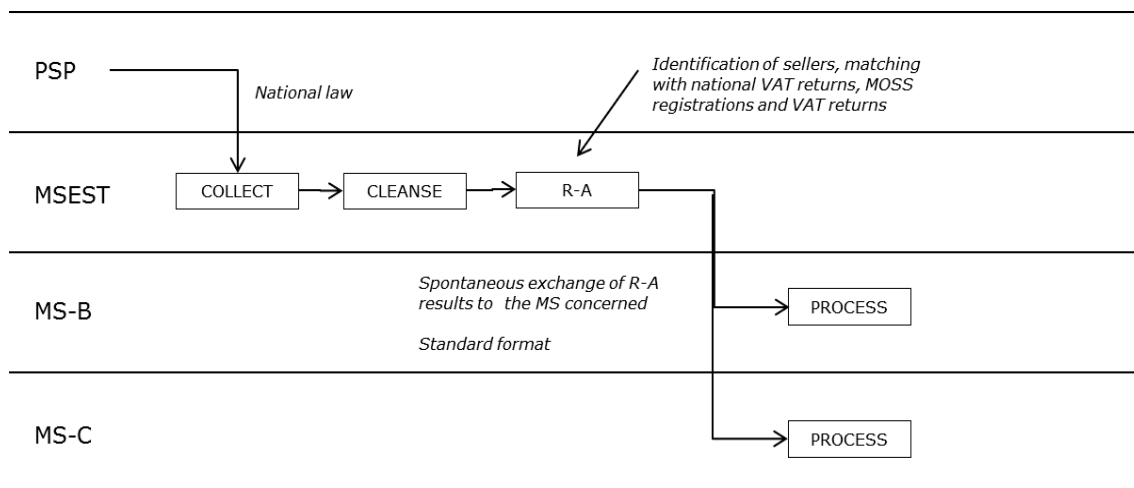 PSP
National law
Identification of sellers, matching
with national VAT returns, MOSS
registrations and VAT returns
MSEST
COLLECT
CLEANSE
R-A
MS-B
Spontaneous exchange of R-A
results to the MS concerned
Standard format
PROCESS
MS-C
PROCESS